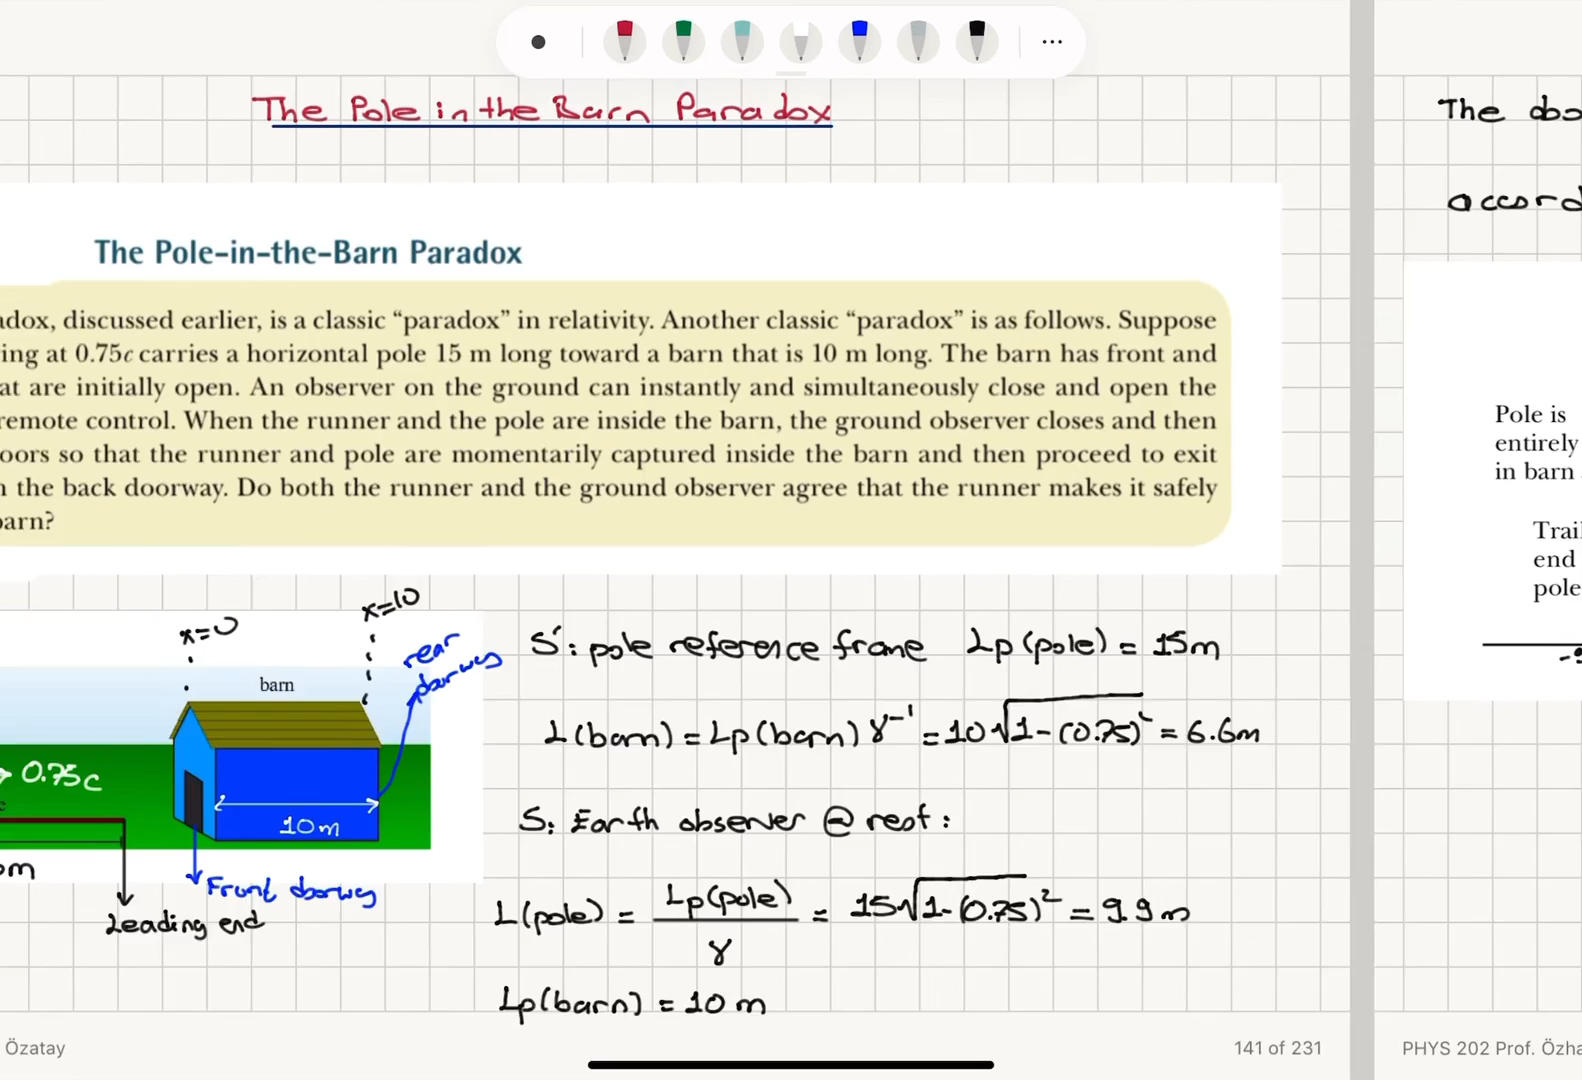 The Pole in the Barn Paradox
The Pole-in-the-Barn Paradox
adox, discussed earlier, is a classic “paradox” in relativity. Another classic “paradox” is as follows. Suppose
ing at 0.75c carries a horizontal pole 15 m long toward a barn that is 10 m long. The barn has front and
at are initially open. An observer on the ground can instantly and simultaneously close and open the
remote control. When the runner and the pole are inside the barn, the ground observer closes and then
oors so that the runner and pole are momentarily captured inside the barn and then proceed to exit
the back doorway. Do both the runner and the ground observer agree that the runner makes it safely
barn?
x=0
x=10
rear
barn
0.75c
10m
Front
Leading end
S': pole reference frame Lp(pole) = 15m
L(barn) = Lp(barn) γ⁻¹ = 10√1-(0.75)² = 6.6m
S: Earth observer @ rest:
L(pole) = Lp(pole)/γ = 15√1-(0.75)² = 9.9m
Lp(barn) = 10 m
Özatay
141 of 231
The obs
accord
Pole is
entirely
in barn
Trail
end
pole
PHYS 202 Prof. Özha